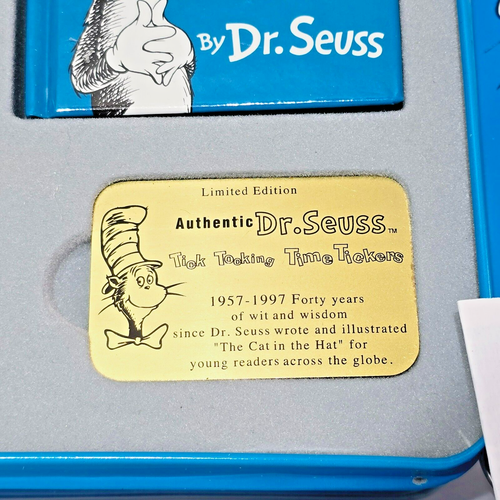 By Dr. Seuss
Limited Edition
Authentic Dr. Seuss™
Tick Tocking Time Tickers
1957-1997 Forty years
of wit and wisdom
since Dr. Seuss wrote and illustrated
"The Cat in the Hat" for
young readers across the globe.